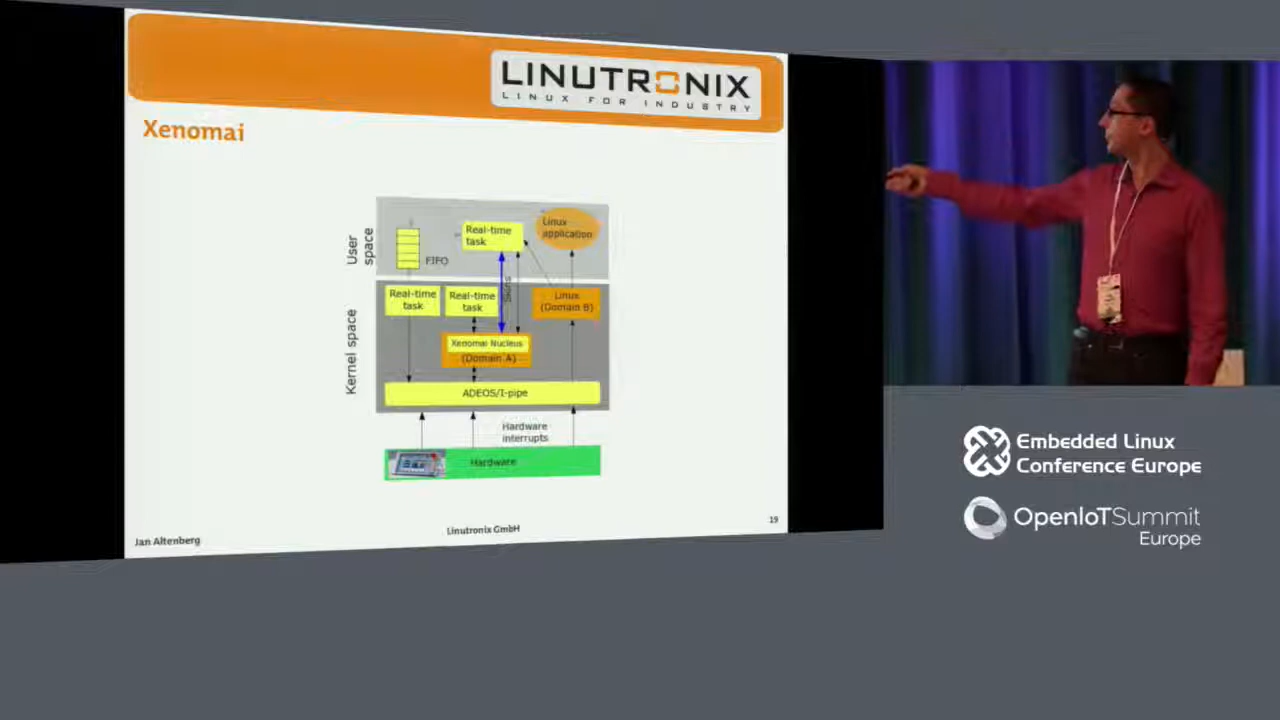 LINUTRONIX
LINUX FOR INDUSTRY
Xenomai
User
space
FIFO
Real-time
task
Linux
application
Skins
Kernel space
Real-time
task
Real-time
task
Linux
(Domain B)
Xenomai Nucleus
(Domain A)
ADEOS/I-pipe
Hardware
interrupts
Hardware
Jan Altenberg
Linutronix GmbH
19
Embedded Linux
Conference Europe
OpenIoTSummit
Europe